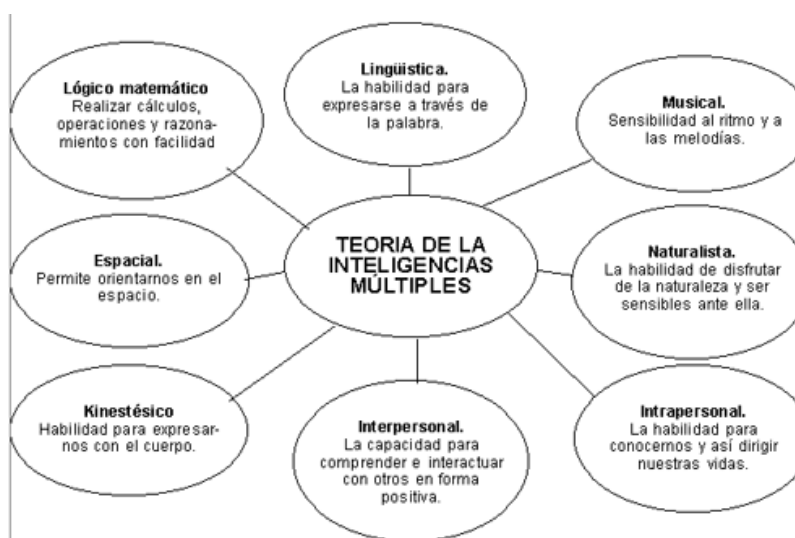 Lógico matemático
Realizar cálculos,
operaciones y razona-
mientos con facilidad
Lingüistica.
La habilidad para
expresarse a través de
la palabra.
Musical.
Sensibilidad al ritmo y a
las melodías.
Espacial.
Permite orientarnos en el
espacio.
TEORIA DE LA
INTELIGENCIAS
MÚLTIPLES
Naturalista.
La habilidad de disfrutar
de la naturaleza y ser
sensibles ante ella.
Kinestésico
Habilidad para expresar-
nos con el cuerpo.
Interpersonal.
La capacidad para
comprender e interactuar
con otros en forma
positiva.
Intrapersonal.
La habilidad para
conocernos y así dirigir
nuestras vidas.